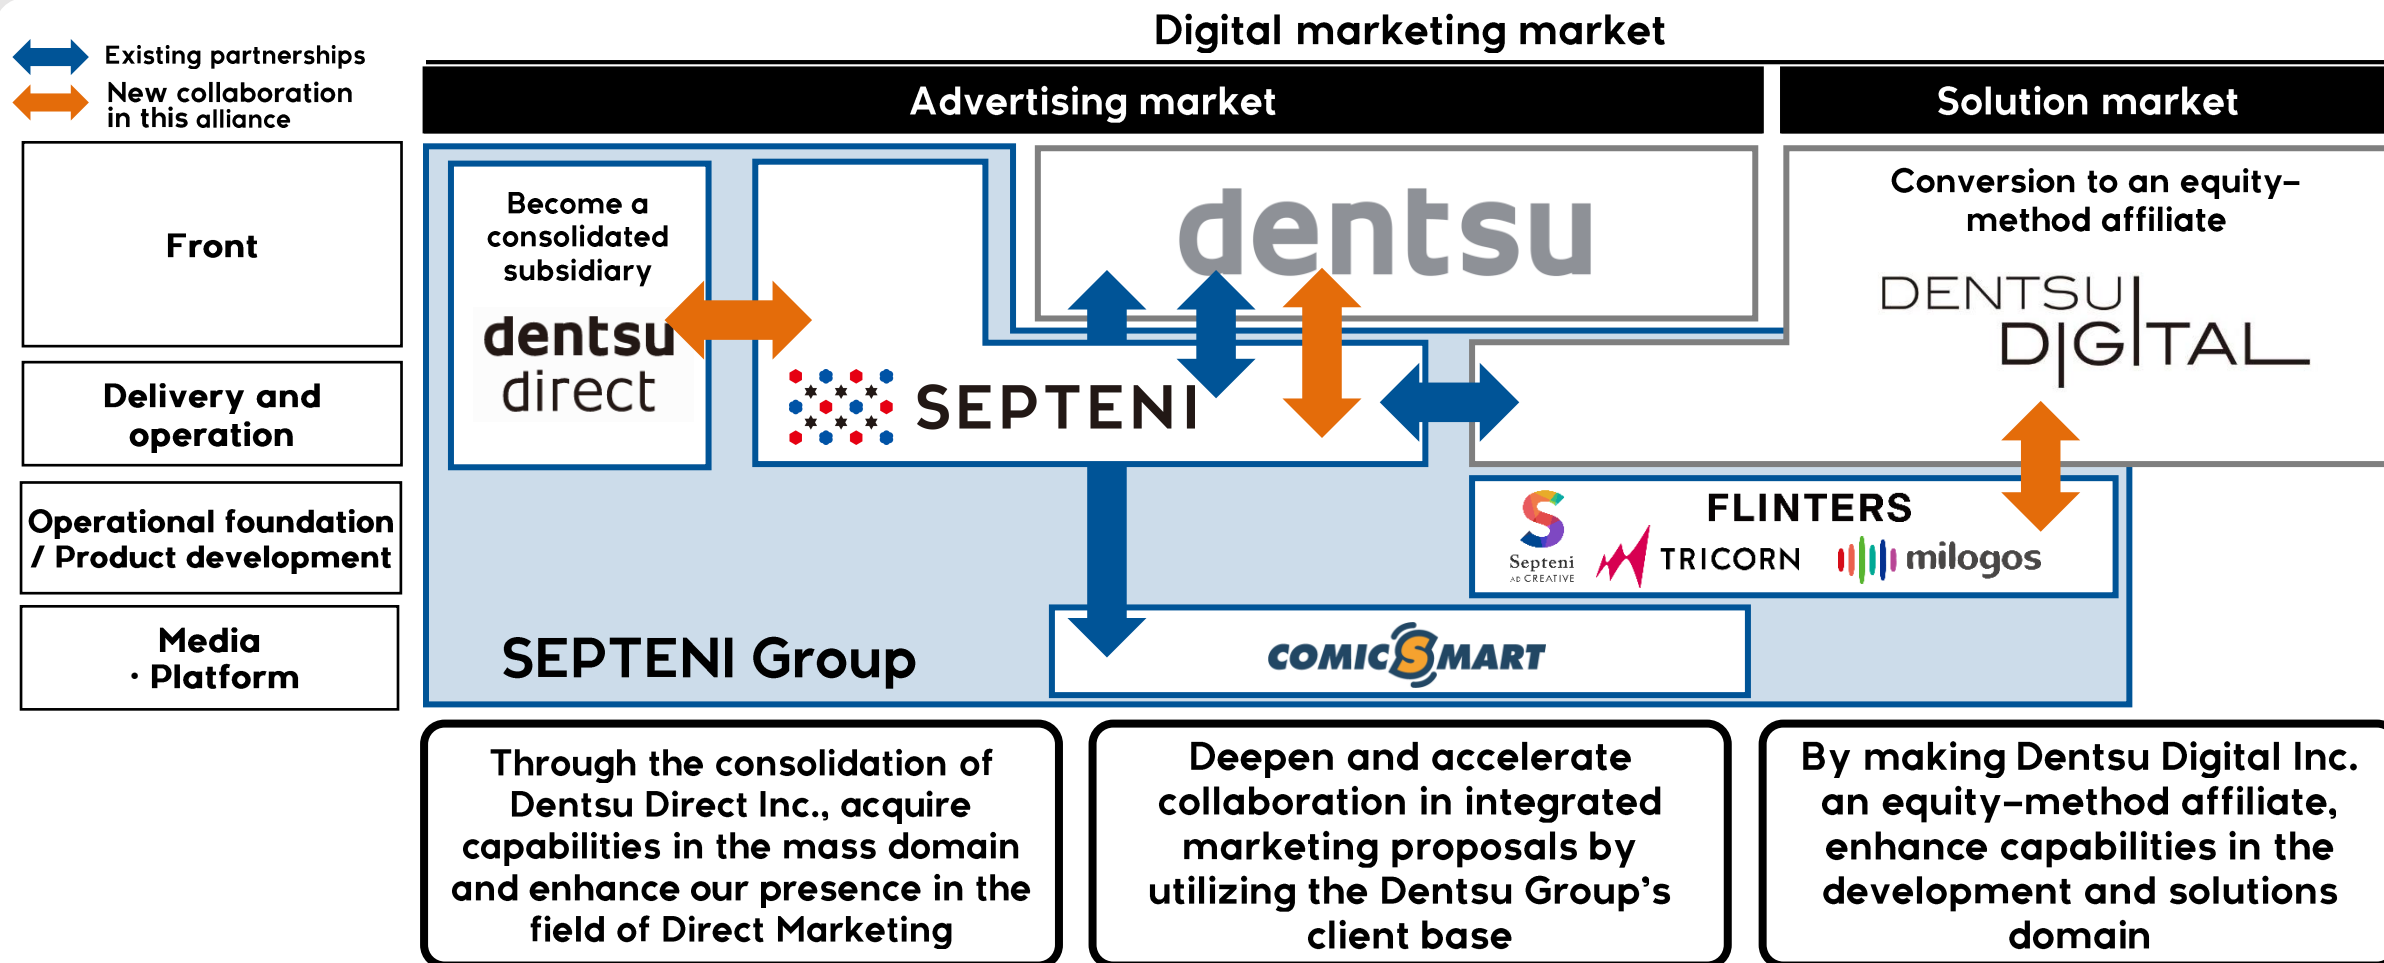 Digital marketing market
Existing partnerships
New collaboration
in this alliance
Advertising market
Solution market
Front
Delivery and
operation
Operational foundation
/ Product development
Media
・Platform
Become a
consolidated
subsidiary
dentsu
direct
SEPTENI
dentsu
Conversion to an equity-
method affiliate
DENTSU
DIGITAL
FLINTERS
Septeni
AD CREATIVE
TRICORN
milogos
SEPTENI Group
COMICSMART
Through the consolidation of
Dentsu Direct Inc., acquire
capabilities in the mass domain
and enhance our presence in the
field of Direct Marketing
Deepen and accelerate
collaboration in integrated
marketing proposals by
utilizing the Dentsu Group's
client base
By making Dentsu Digital Inc.
an equity-method affiliate,
enhance capabilities in the
development and solutions
domain